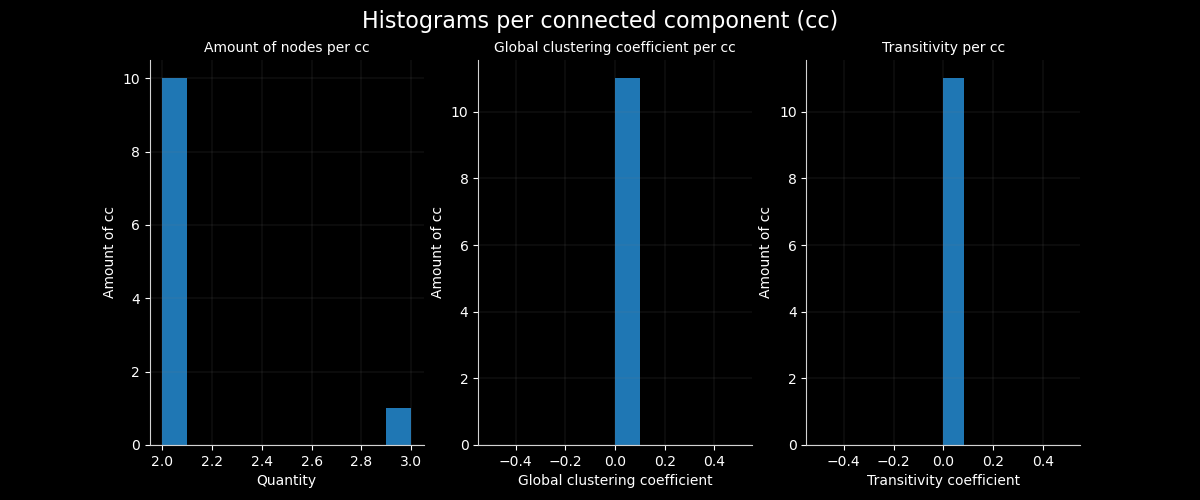 Histograms per connected component (cc)
Amount of nodes per cc
Amount of cc
10
8
6
4
2
0
2.0 2.2 2.4 2.6 2.8 3.0
Quantity
Global clustering coefficient per cc
Amount of cc
10
8
6
4
2
0
−0.4 −0.2 0.0 0.2 0.4
Global clustering coefficient
Transitivity per cc
Amount of cc
10
8
6
4
2
0
−0.4 −0.2 0.0 0.2 0.4
Transitivity coefficient